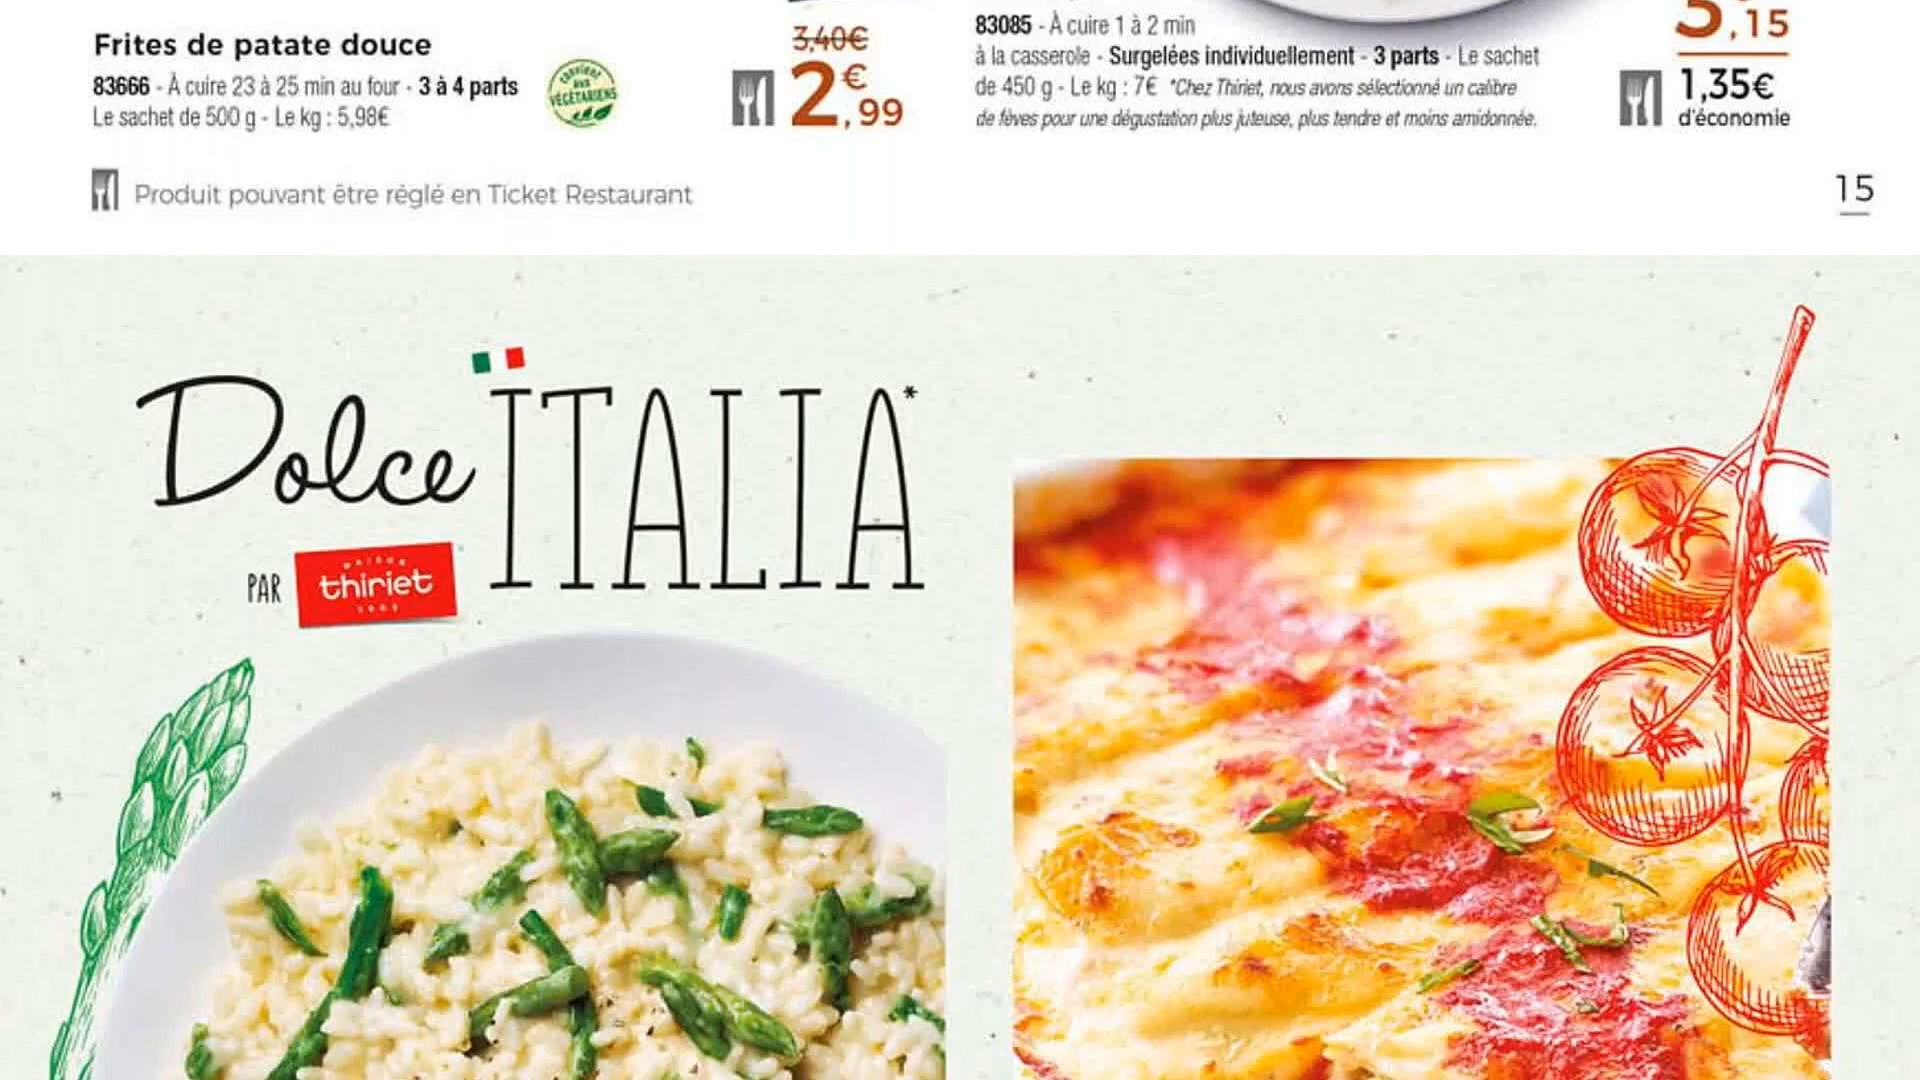 Frites de patate douce
83666 - À cuire 23 à 25 min au four - 3 à 4 parts
Le sachet de 500 g - Le kg : 5,98€
convient
aux
VÉGÉTARIENS
3,40€
2€,99
83085 - À cuire 1 à 2 min
à la casserole - Surgelées individuellement - 3 parts - Le sachet
de 450 g - Le kg : 7€ *Chez Thiriet, nous avons sélectionné un calibre
de fèves pour une dégustation plus juteuse, plus tendre et moins amidonnée.
,15
1,35€
d'économie
Produit pouvant être réglé en Ticket Restaurant
15
Dolce ITALIA*
PAR thiriet